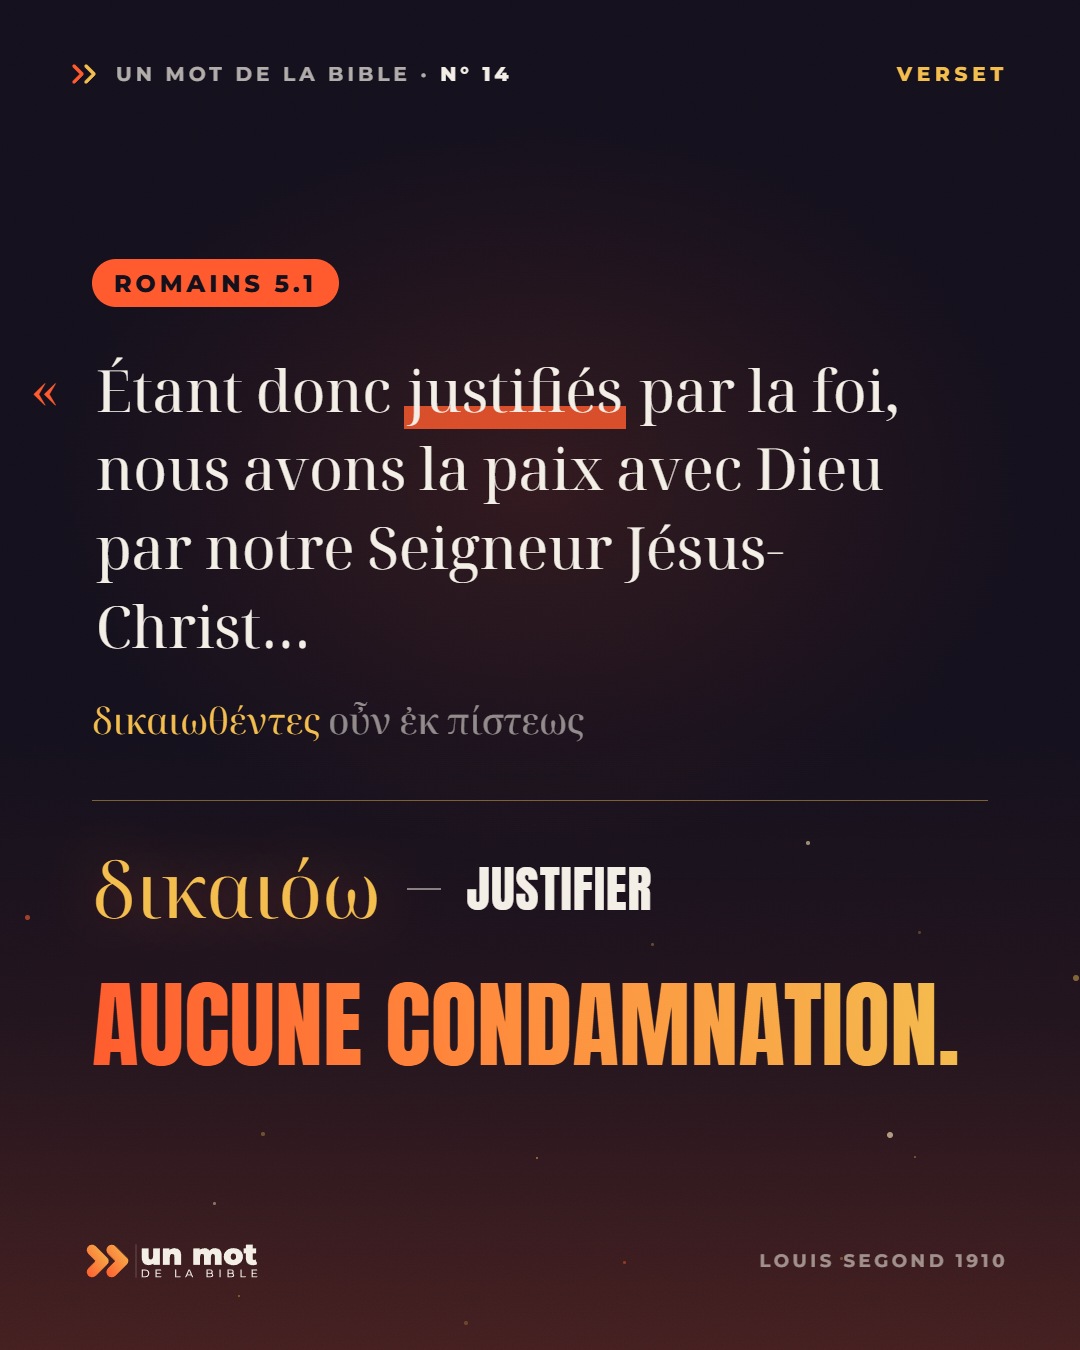 UN MOT DE LA BIBLE · N° 14
VERSET
ROMAINS 5.1
« Étant donc justifiés par la foi,
nous avons la paix avec Dieu
par notre Seigneur Jésus-
Christ...
δικαιωθέντες οὖν ἐκ πίστεως
δικαιόω — JUSTIFIER
AUCUNE CONDAMNATION.
un mot
DE LA BIBLE
LOUIS SEGOND 1910